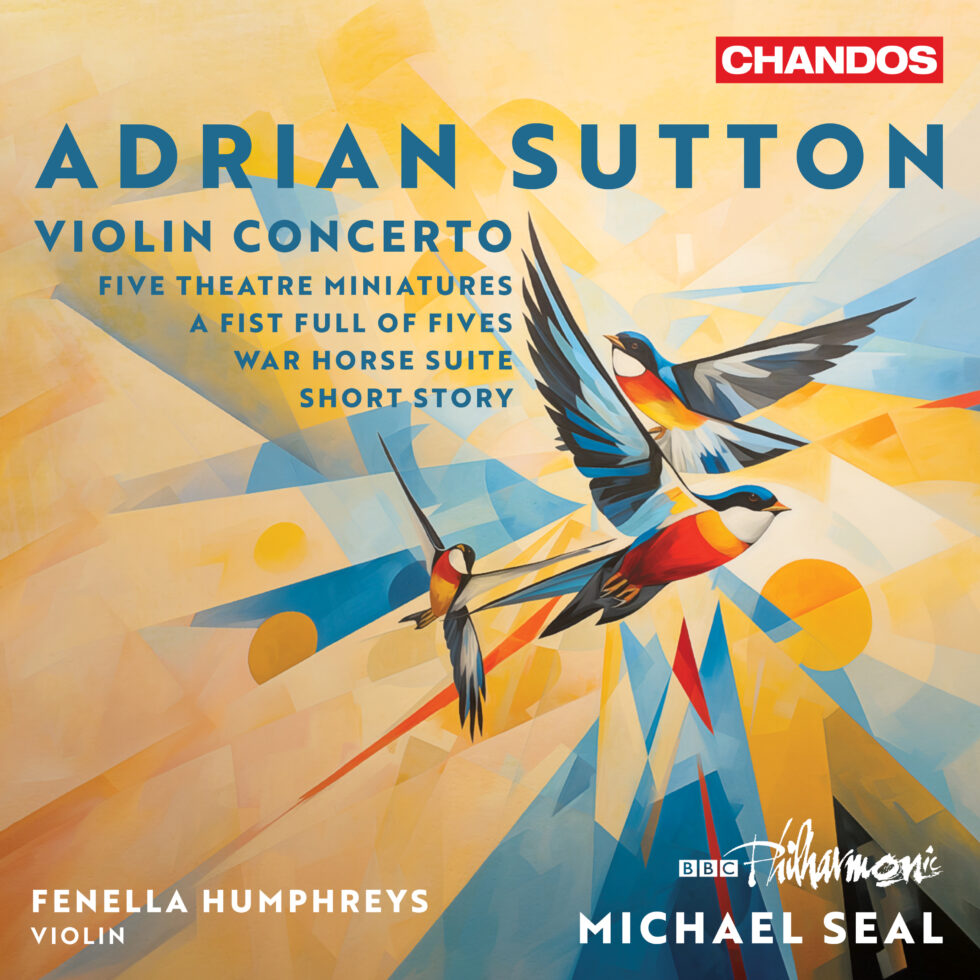 CHANDOS
ADRIAN SUTTON
VIOLIN CONCERTO
FIVE THEATRE MINIATURES
A FIST FULL OF FIVES
WAR HORSE SUITE
SHORT STORY
BBC Philharmonic
FENELLA HUMPHREYS
VIOLIN
MICHAEL SEAL